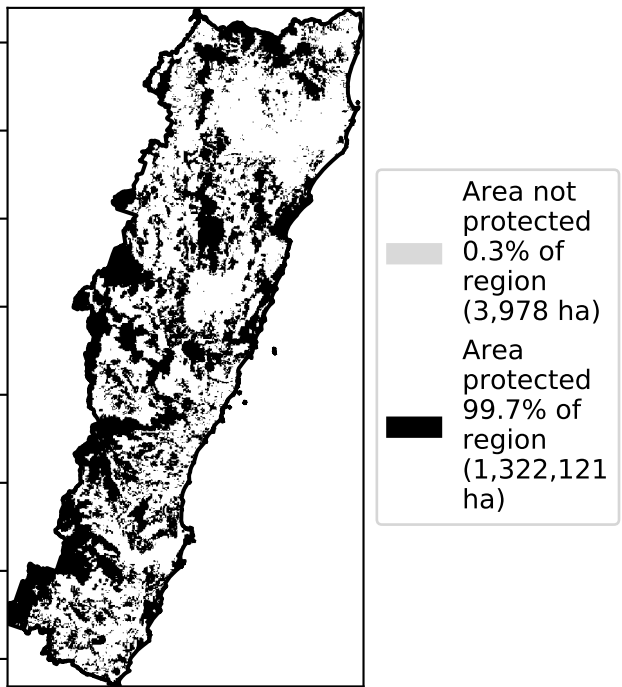 Area not
protected
0.3% of
region
(3,978 ha)
Area
protected
99.7% of
region
(1,322,121
ha)